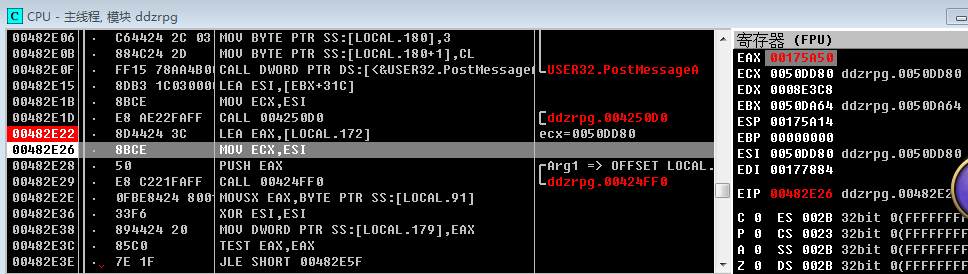 C CPU - 主线程, 模块 ddzrpg
00482E06 · C64424 2C 03 MOV BYTE PTR SS:[LOCAL.180],3
00482E0B · 884C24 2D MOV BYTE PTR SS:[LOCAL.180+1],CL
00482E0F · FF15 78AA4B0 CALL DWORD PTR DS:[<&USER32.PostMessageA USER32.PostMessageA
00482E15 · 8DB3 1C030000 LEA ESI,[EBX+31C]
00482E1B · 8BCE MOV ECX,ESI
00482E1D · E8 AE22FAFF CALL 004250D0 ddzrpg.004250D0
00482E22 · 8D4424 3C LEA EAX,[LOCAL.172] ecx=0050DD80
00482E26 · 8BCE MOV ECX,ESI
00482E28 · 50 PUSH EAX Arg1 => OFFSET LOCAL.
00482E29 · E8 C221FAFF CALL 00424FF0 ddzrpg.00424FF0
00482E2E · 0FBE8424 800 MOVSX EAX,BYTE PTR SS:[LOCAL.91]
00482E36 · 33F6 XOR ESI,ESI
00482E38 · 894424 20 MOV DWORD PTR SS:[LOCAL.179],EAX
00482E3C · 85C0 TEST EAX,EAX
00482E3E · 7E 1F JLE SHORT 00482E5F
寄存器 (FPU)
EAX 00175A50
ECX 0050DD80 ddzrpg.0050DD80
EDX 0008E3C8
EBX 0050DA64 ddzrpg.0050DA64
ESP 00175A14
EBP 00000000
ESI 0050DD80 ddzrpg.0050DD80
EDI 00177884
EIP 00482E26 ddzrpg.00482E2
C 0 ES 002B 32bit 0(FFFFFFFF
P 0 CS 0023 32bit 0(FFFFFFFF
A 0 SS 002B 32bit 0(FFFFFFFF
Z 0 DS 002B 32bit 0(FFFFFFFF